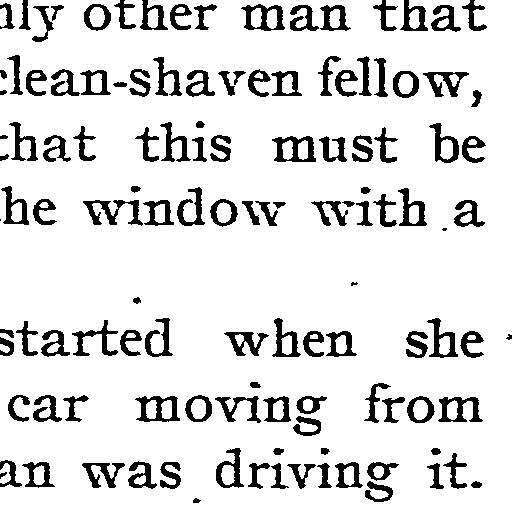 nly other man that
clean-shaven fellow,
that this must be
he window with a
started when she
car moving from
an was driving it.